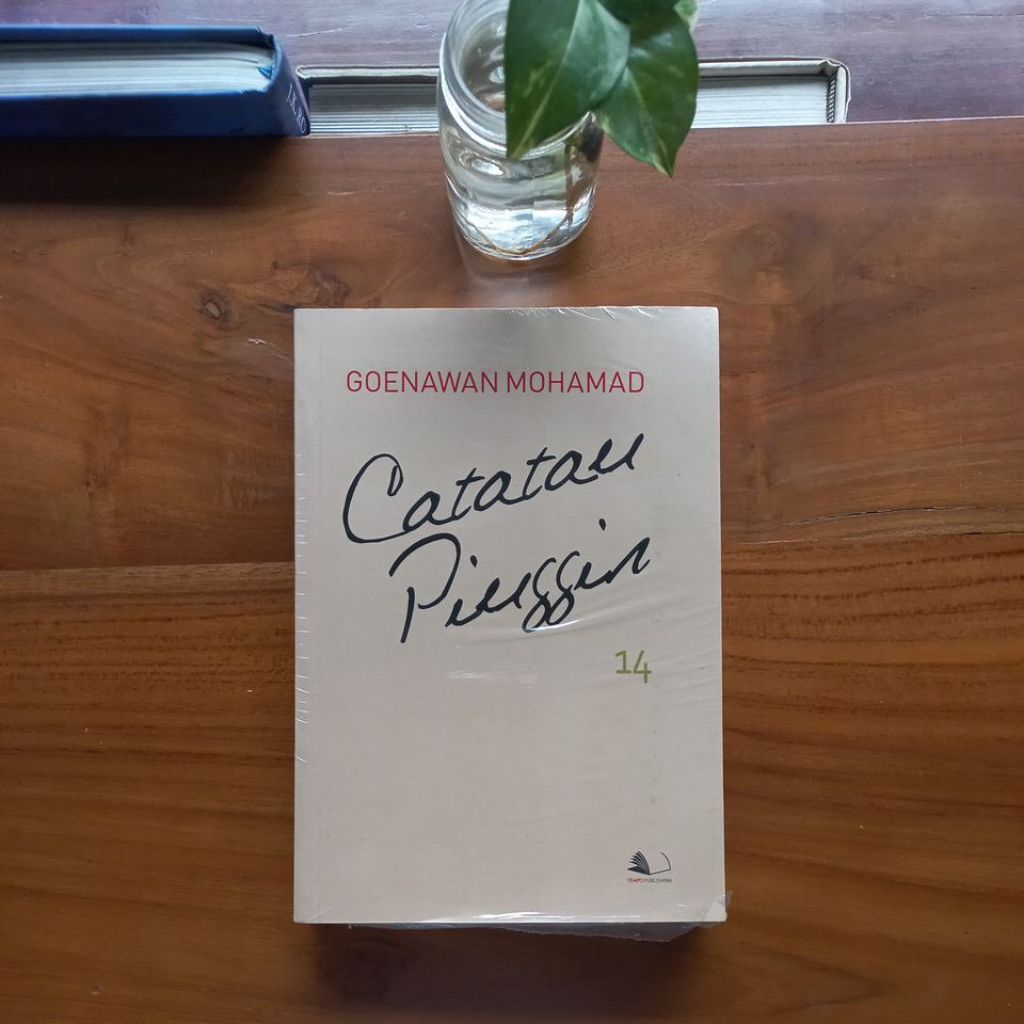 GOENAWAN MOHAMAD
Catatan
Pinggir
14
TEMPO PUBLISHING